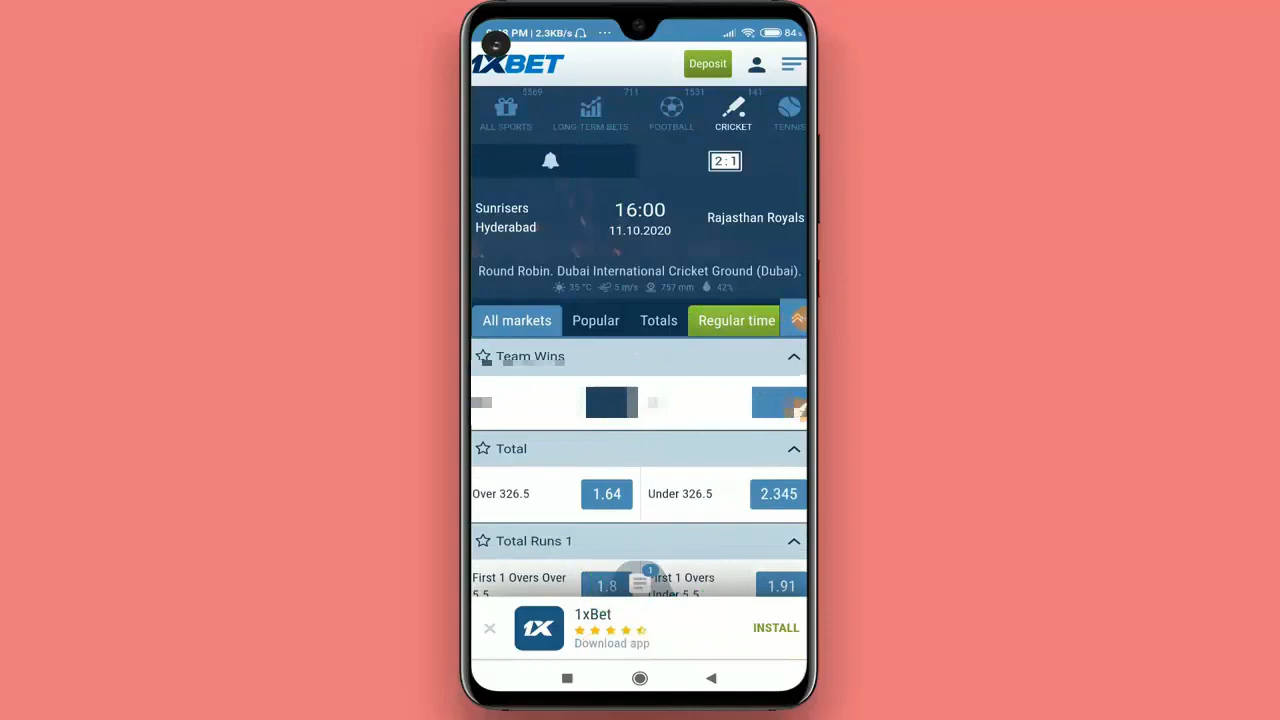 PM | 2.3KB/s
84
1XBET
Deposit
5569
711
1531
141
ALL SPORTS
LONG-TERM BETS
FOOTBALL
CRICKET
TENNIS
2:1
Sunrisers
Hyderabad
16:00
11.10.2020
Rajasthan Royals
Round Robin. Dubai International Cricket Ground (Dubai).
35 °C
5 m/s
757 mm
42%
All markets
Popular
Totals
Regular time
Team Wins
Total
Over 326.5
1.64
Under 326.5
2.345
Total Runs 1
First 1 Overs Over
5.5
1.8
1
First 1 Overs
Under 5.5
1.91
1X
1xBet
Download app
INSTALL